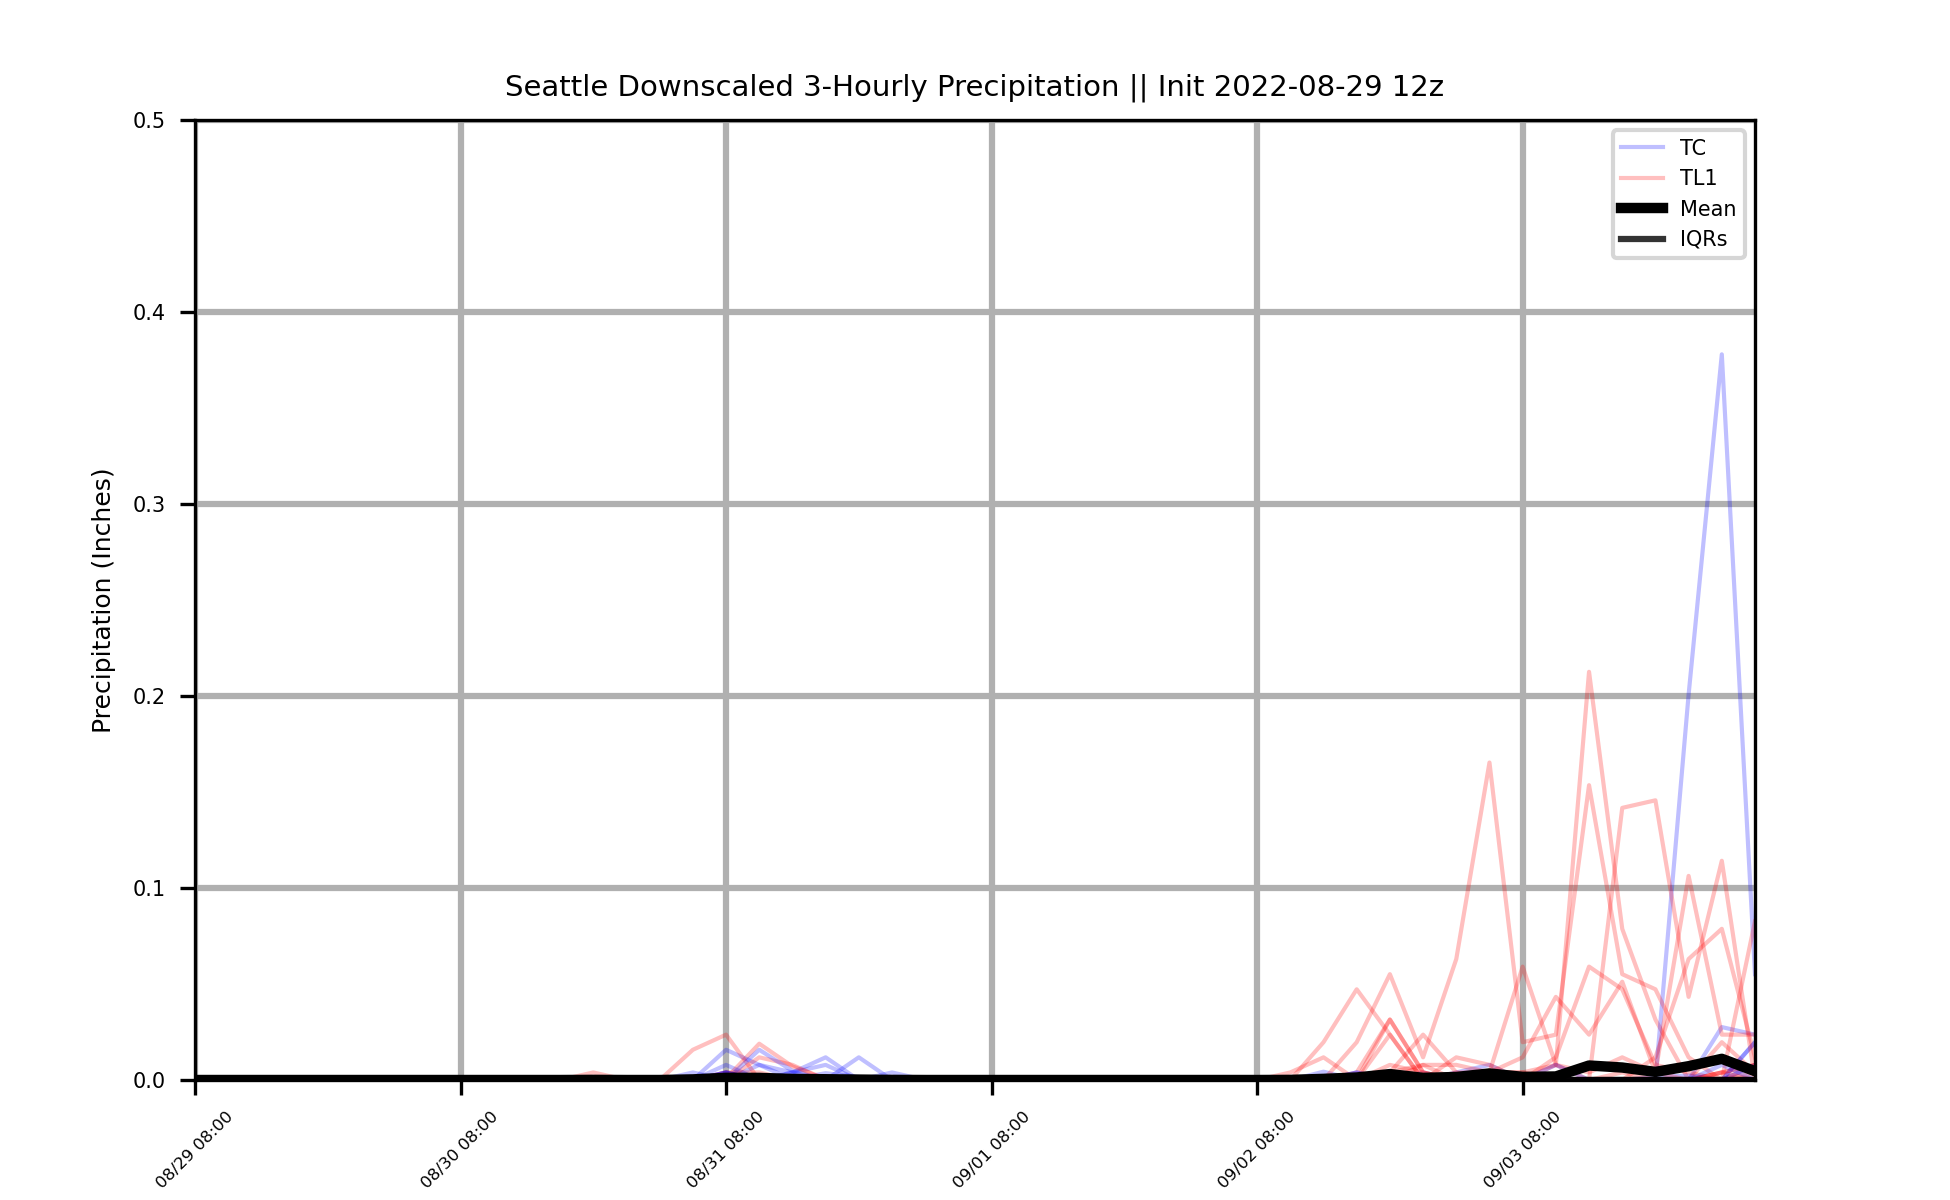 Seattle Downscaled 3-Hourly Precipitation || Init 2022-08-29 12z
0.5
0.4
0.3
0.2
0.1
0.0
Precipitation (Inches)
TC
TL1
Mean
IQRs
08/29 08:00
08/30 08:00
08/31 08:00
09/01 08:00
09/02 08:00
09/03 08:00